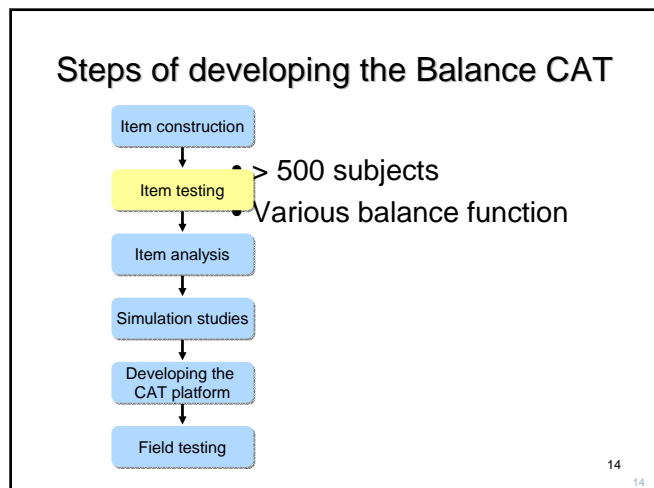 Steps of developing the Balance CAT
Item construction
Item testing
• > 500 subjects
• Various balance function
Item analysis
Simulation studies
Developing the
CAT platform
Field testing
14
14